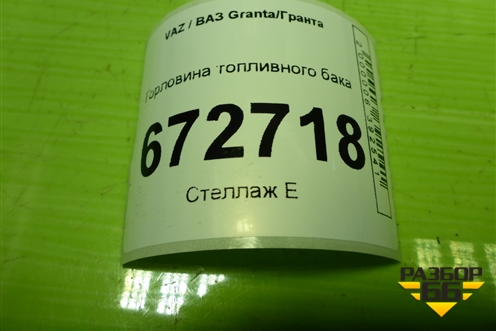 VAZ / ВАЗ Granta/Гранта
Горловина топливного бака
672718
Стеллаж Е
РАЗБОР
66